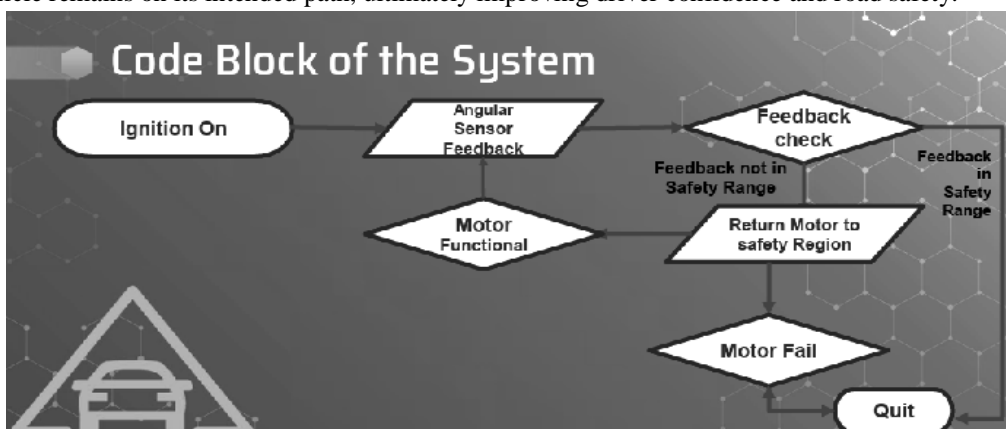 remains on its intended path, ultimately improving driver confidence and road safety.
Code Block of the System
Ignition On
Angular
Sensor
Feedback
Feedback
check
Feedback not in
Safety Range
Feedback
in
Safety
Range
Motor
Functional
Return Motor to
safety Region
Motor Fail
Quit